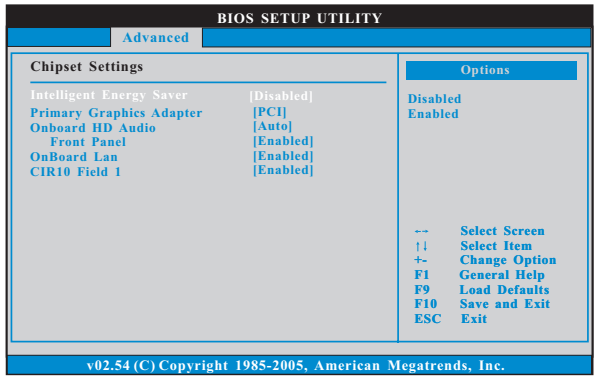 BIOS SETUP UTILITY
Advanced
Chipset Settings
Intelligent Energy Saver [Disabled]
Primary Graphics Adapter [PCI]
Onboard HD Audio [Auto]
Front Panel [Enabled]
OnBoard Lan [Enabled]
CIR10 Field 1 [Enabled]
Options
Disabled
Enabled
←→ Select Screen
↑↓ Select Item
+- Change Option
F1 General Help
F9 Load Defaults
F10 Save and Exit
ESC Exit
v02.54 (C) Copyright 1985-2005, American Megatrends, Inc.